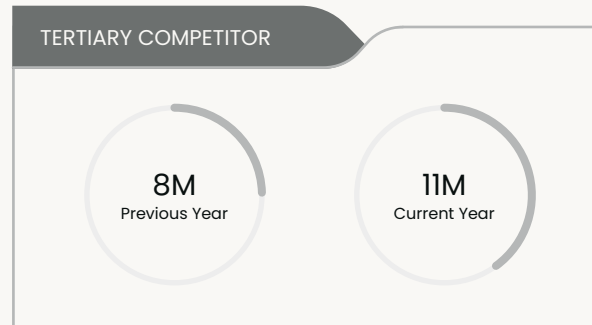 TERTIARY COMPETITOR
8M
Previous Year
11M
Current Year